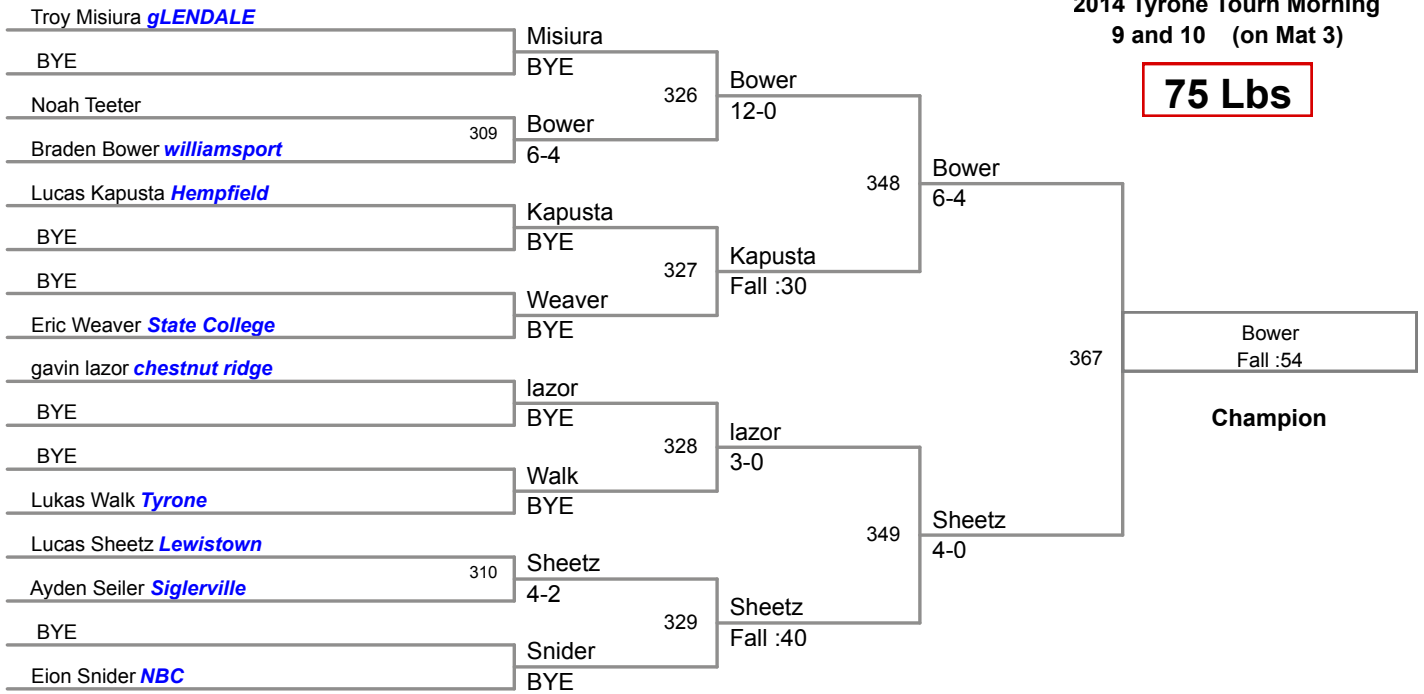 2014 Tyrone Tourn Morning
9 and 10 (on Mat 3)
75 Lbs
Troy Misiura gLENDALE
BYE
Noah Teeter
Braden Bower williamsport
Lucas Kapusta Hempfield
BYE
BYE
Eric Weaver State College
gavin lazor chestnut ridge
BYE
BYE
Lukas Walk Tyrone
Lucas Sheetz Lewistown
Ayden Seiler Siglerville
BYE
Eion Snider NBC
309
310
Misiura
BYE
Bower
6-4
Kapusta
BYE
Weaver
BYE
lazor
BYE
Walk
BYE
Sheetz
4-2
Snider
BYE
326
327
328
329
Bower
12-0
Kapusta
Fall :30
lazor
3-0
Sheetz
Fall :40
348
349
Bower
6-4
Sheetz
4-0
367
Bower
Fall :54
Champion